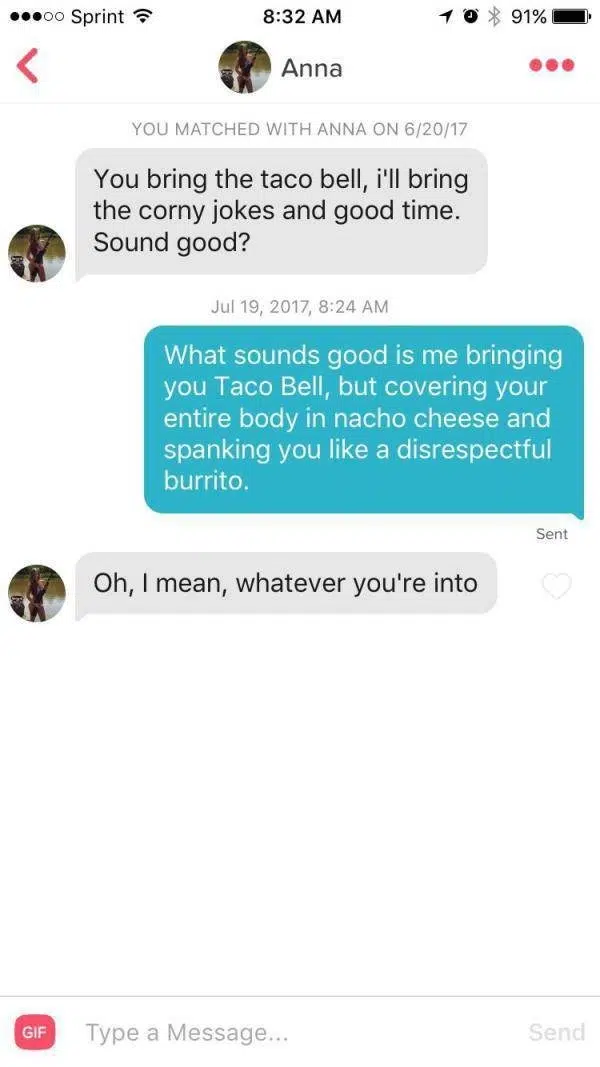 Sprint 8:32 AM 91%
Anna
YOU MATCHED WITH ANNA ON 6/20/17
You bring the taco bell, i'll bring
the corny jokes and good time.
Sound good?
Jul 19, 2017, 8:24 AM
What sounds good is me bringing
you Taco Bell, but covering your
entire body in nacho cheese and
spanking you like a disrespectful
burrito.
Sent
Oh, I mean, whatever you're into
GIF Type a Message... Send